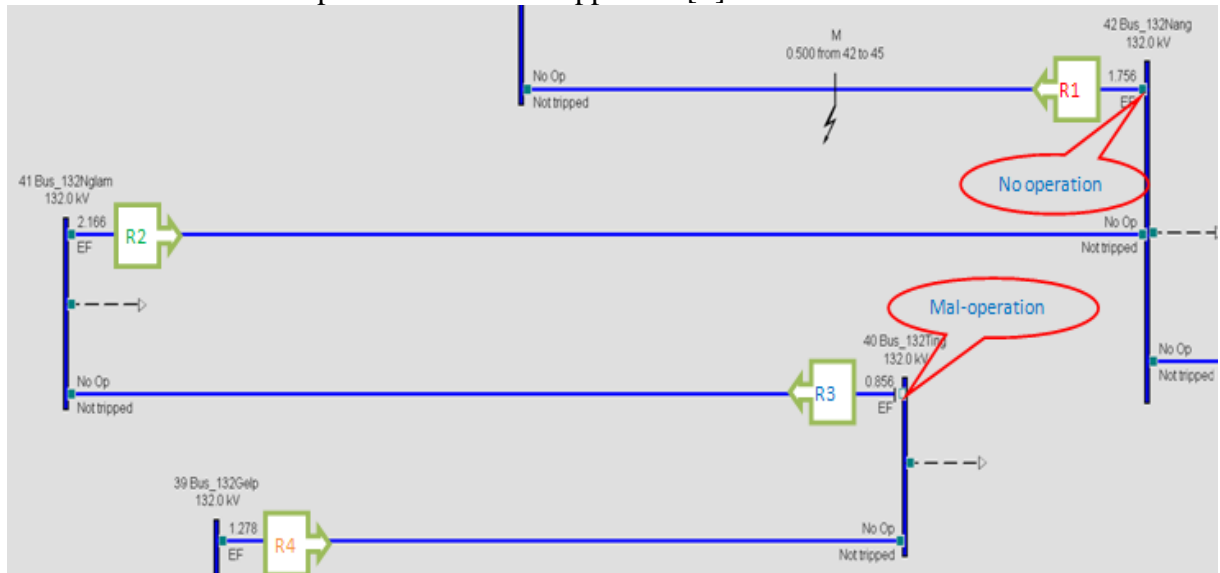 42 Bus_132Nang
132.0 kV
M
0.500 from 42 to 45
No Op
Not tripped
R1
1.756
EF
No operation
41 Bus_132Nglam
132.0 kV
2.166
EF
R2
No Op
Not tripped
Mal-operation
40 Bus_132Ting
132.0 kV
No Op
Not tripped
No Op
Not tripped
R3
0.856
EF
39 Bus_132Gelp
132.0 kV
1.278
EF
R4
No Op
Not tripped